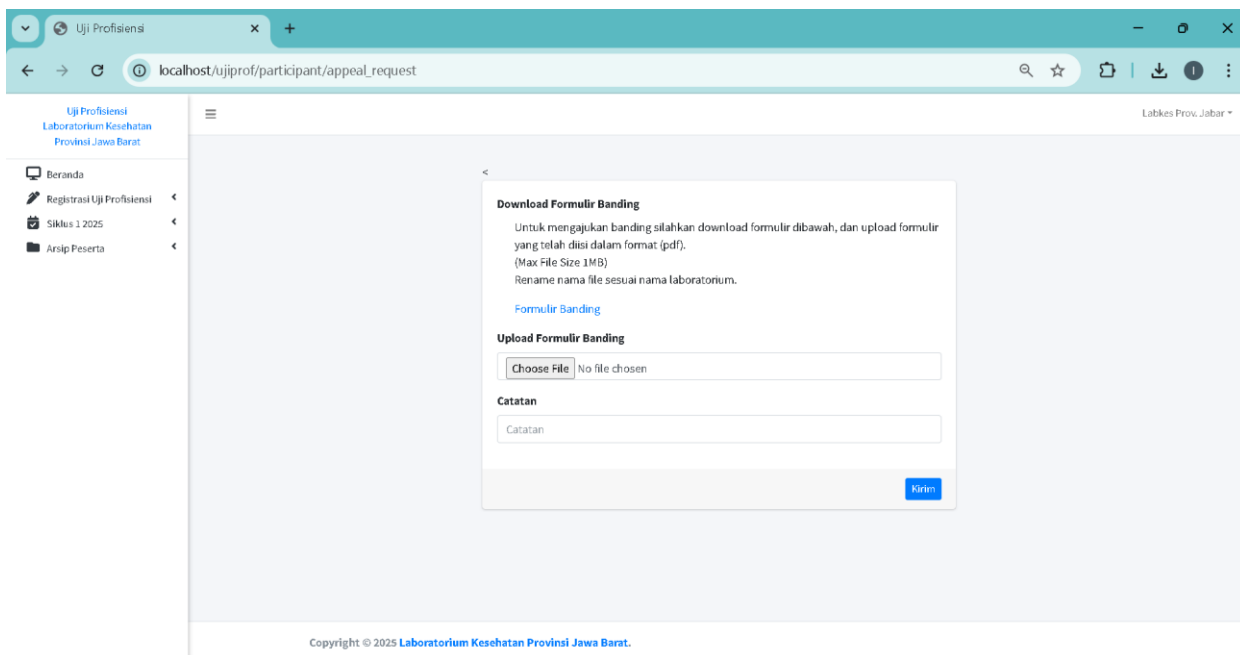 Uji Profisiensi
localhost/ujiprof/participant/appeal_request
I
Uji Profisiensi
Laboratorium Kesehatan
Provinsi Jawa Barat
Labkes Prov. Jabar
Beranda
Registrasi Uji Profisiensi
Siklus 1 2025
Arsip Peserta
<
Download Formulir Banding
Untuk mengajukan banding silahkan download formulir dibawah, dan upload formulir
yang telah diisi dalam format (pdf).
(Max File Size 1MB)
Rename nama file sesuai nama laboratorium.
Formulir Banding
Upload Formulir Banding
Choose File No file chosen
Catatan
Catatan
Kirim
Copyright © 2025 Laboratorium Kesehatan Provinsi Jawa Barat.